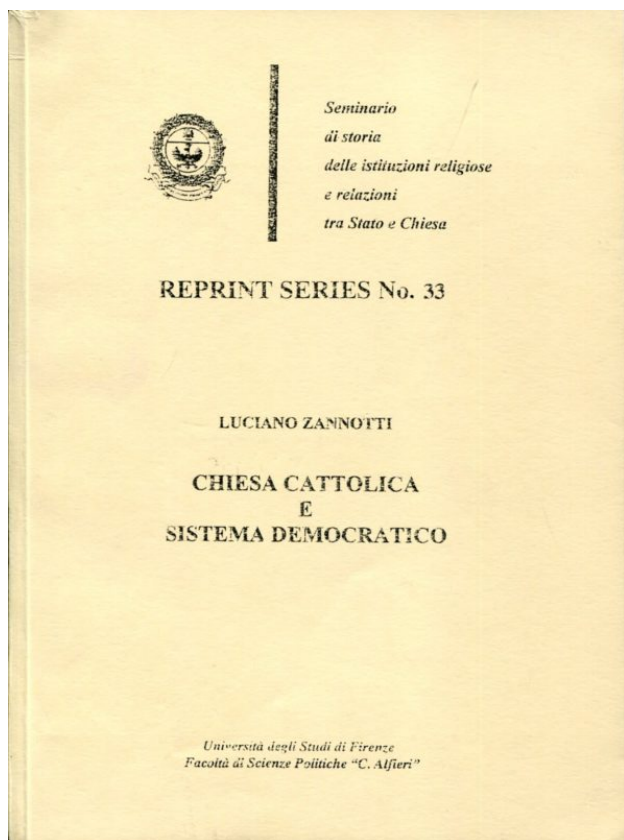 Seminario
di storia
delle istituzioni religiose
e relazioni
tra Stato e Chiesa
REPRINT SERIES No. 33
LUCIANO ZANNOTTI
CHIESA CATTOLICA
E
SISTEMA DEMOCRATICO
Università degli Studi di Firenze
Facoltà di Scienze Politiche "C. Alfieri"